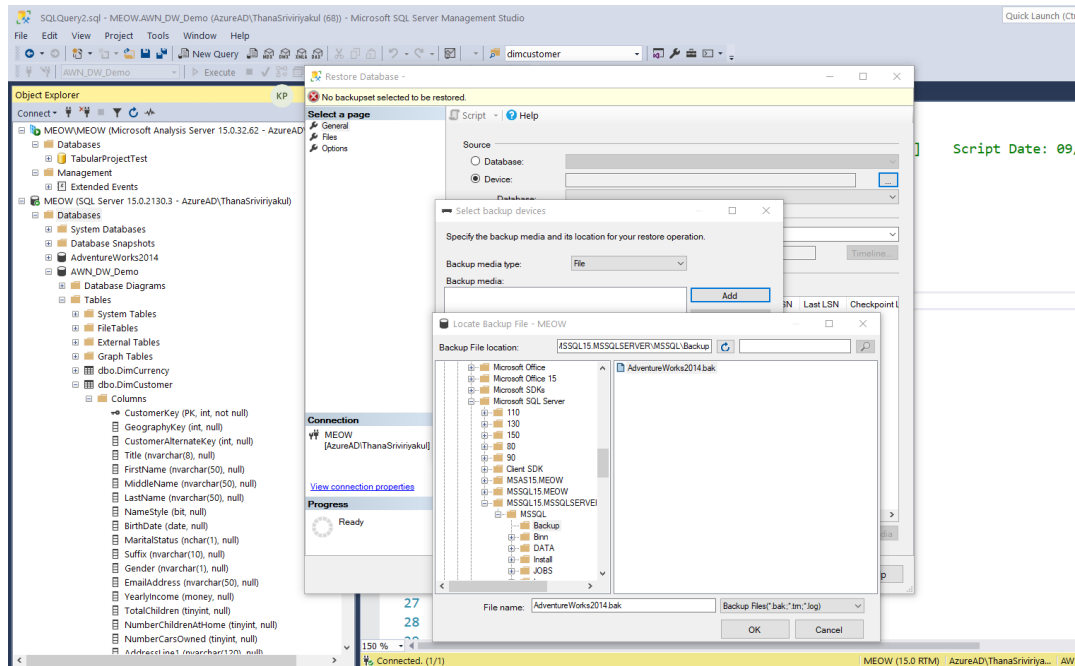 SQLQuery2.sql - MEOW.AWN_DW_Demo (AzureAD\ThanaSriviriyakul (68)) - Microsoft SQL Server Management Studio
Quick Launch (Ct
File Edit View Project Tools Window Help
New Query
dimcustomer
AWN_DW_Demo
Execute
Restore Database -
Object Explorer
KP
No backupset selected to be restored.
Connect
Select a page
General
Files
Options
Script
Help
MEOW\MEOW (Microsoft Analysis Server 15.0.32.62 - AzureAD
Databases
TabularProjectTest
Management
Extended Events
MEOW (SQL Server 15.0.2130.3 - AzureAD\ThanaSriviriyakul)
Databases
System Databases
Database Snapshots
AdventureWorks2014
AWN_DW_Demo
Database Diagrams
Tables
System Tables
FileTables
External Tables
Graph Tables
dbo.DimCurrency
dbo.DimCustomer
Columns
CustomerKey (PK, int, not null)
GeographyKey (int, null)
CustomerAlternateKey (int, null)
Title (nvarchar(8), null)
FirstName (nvarchar(50), null)
MiddleName (nvarchar(50), null)
LastName (nvarchar(50), null)
NameStyle (bit, null)
BirthDate (date, null)
MaritalStatus (nchar(1), null)
Suffix (nvarchar(10), null)
Gender (nvarchar(1), null)
EmailAddress (nvarchar(50), null)
YearlyIncome (money, null)
TotalChildren (tinyint, null)
NumberChildrenAtHome (tinyint, null)
NumberCarsOwned (tinyint, null)
AddressLine1 (nvarchar(120), null)
Source
Database:
Device:
...
Database:
] Script Date: 09,
Timeline...
SN Last LSN Checkpoint L
Select backup devices
Specify the backup media and its location for your restore operation.
Backup media type:
File
Backup media:
Add
Locate Backup File - MEOW
Backup File location:
MSSQL15.MSSQLSERVER\MSSQL\Backup
Microsoft Office
Microsoft Office 15
Microsoft SDKs
Microsoft SQL Server
110
130
150
80
90
Client SDK
MSAS15.MEOW
MSSQL15.MEOW
MSSQL15.MSSQLSERVE
MSSQL
Backup
Binn
DATA
Install
JOBS
AdventureWorks2014.bak
File name:
AdventureWorks2014.bak
Backup Files(*.bak;*.trn;*.log)
OK
Cancel
Connection
MEOW
[AzureAD\ThanaSriviriyakul]
View connection properties
Progress
Ready
dia
p
27
28
150 %
Connected. (1/1)
MEOW (15.0 RTM)
AzureAD\ThanaSriviriya...
AW